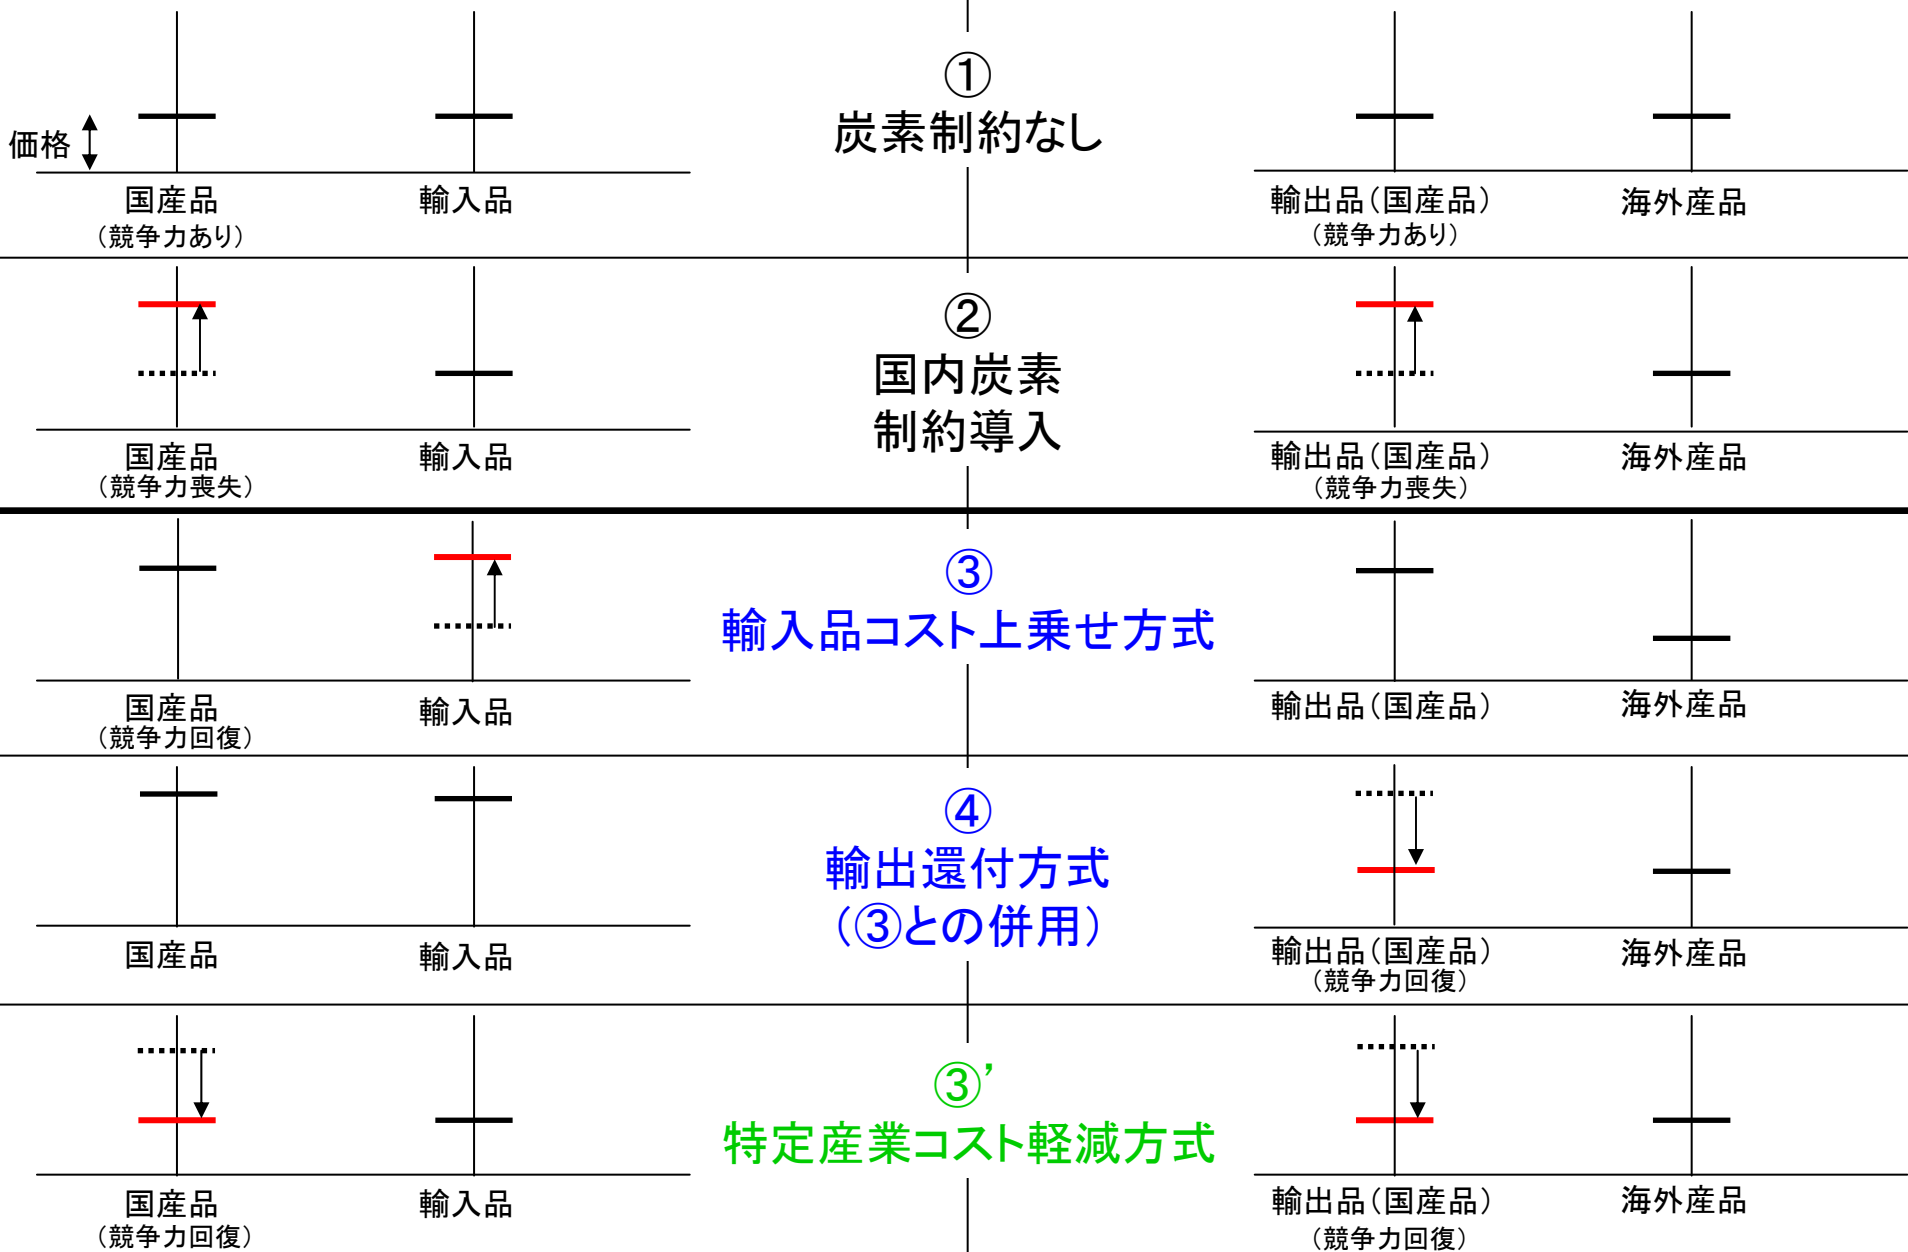 ①
炭素制約なし
価格
国産品
（競争力あり）
輸入品
輸出品（国産品）
（競争力あり）
海外産品
②
国内炭素
制約導入
国産品
（競争力喪失）
輸入品
輸出品（国産品）
（競争力喪失）
海外産品
③
輸入品コスト上乗せ方式
国産品
（競争力回復）
輸入品
輸出品（国産品）
海外産品
④
輸出還付方式
（③との併用）
国産品
輸入品
輸出品（国産品）
（競争力回復）
海外産品
③’
特定産業コスト軽減方式
国産品
（競争力回復）
輸入品
輸出品（国産品）
（競争力回復）
海外産品